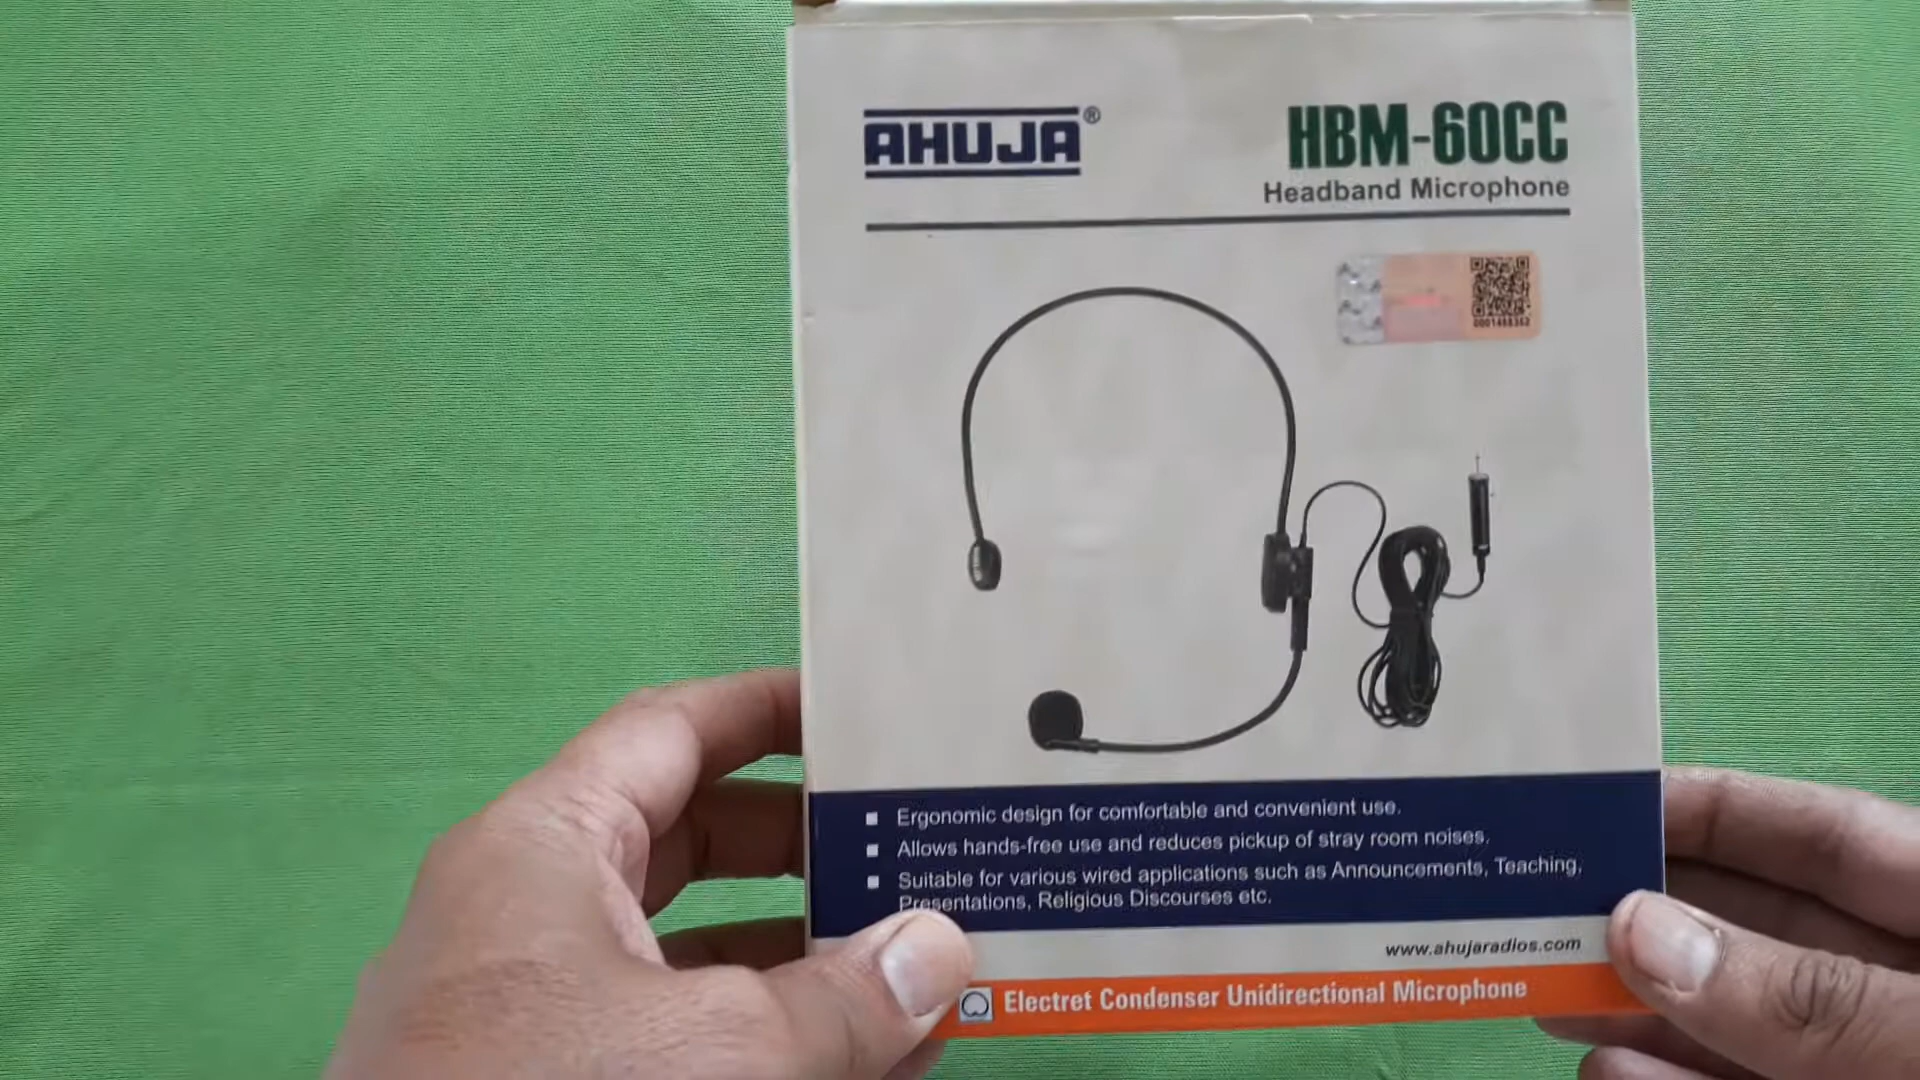 AHUJA®
HBM-60CC
Headband Microphone
Ergonomic design for comfortable and convenient use.
Allows hands-free use and reduces pickup of stray room noises.
Suitable for various wired applications such as Announcements, Teaching,
Presentations, Religious Discourses etc.
www.ahujaradios.com
Electret Condenser Unidirectional Microphone